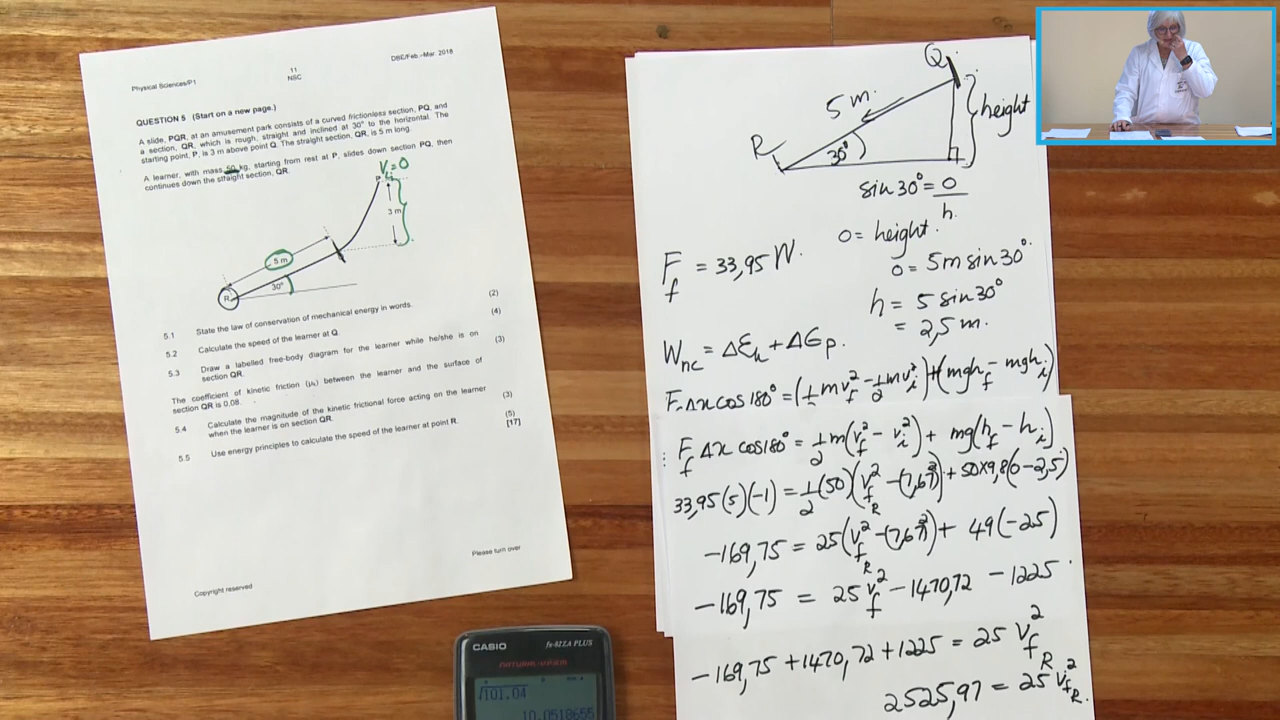 Physical Sciences/P1
11
NSC
DBE/Feb.–Mar. 2018
QUESTION 5 (Start on a new page.)
A slide, PQR, at an amusement park consists of a curved frictionless section, PQ, and
a section, QR, which is rough, straight and inclined at 30° to the horizontal. The
starting point, P, is 3 m above point Q. The straight section, QR, is 5 m long.
A learner, with mass 50 kg, starting from rest at P, slides down section PQ, then
continues down the straight section, QR.
P
3 m
5 m
30°
R
5.1 State the law of conservation of mechanical energy in words. (2)
5.2 Calculate the speed of the learner at Q. (4)
5.3 Draw a labelled free-body diagram for the learner while he/she is on
section QR. (3)
The coefficient of kinetic friction (μk) between the learner and the surface of
section QR is 0.08.
5.4 Calculate the magnitude of the kinetic frictional force acting on the learner
when the learner is on section QR. (3)
5.5 Use energy principles to calculate the speed of the learner at point R. (5)
[17]
Copyright reserved
Please turn over
Q
5 m.
height
R
30°
sin 30° = O
h.
O = height.
O = 5m sin 30°
h = 5 sin 30°
= 2,5 m.
Ff = 33,95 N.
Wnc = ΔEk + ΔEp.
F. Δx cos 180° = (½mvf² − ½mvi²) + (mghf − mghi)
: Ff Δx cos 180° = ½m(vf² − vi²) + mg(hf − hi)
33,95(5)(−1) = ½(50)(vfR² − (7,67)²) + 50×9,8(0−2,5)
−169,75 = 25(vfR² − (7,67)²) + 49(−25)
−169,75 = 25vf² − 1470,72 − 1225
−169,75 + 1470,72 + 1225 = 25 vfR²
2525,97 = 25 vfR².
CASIO fx-82ZA PLUS
NATURAL-V.P.A.M.
√101.04
10.0518655